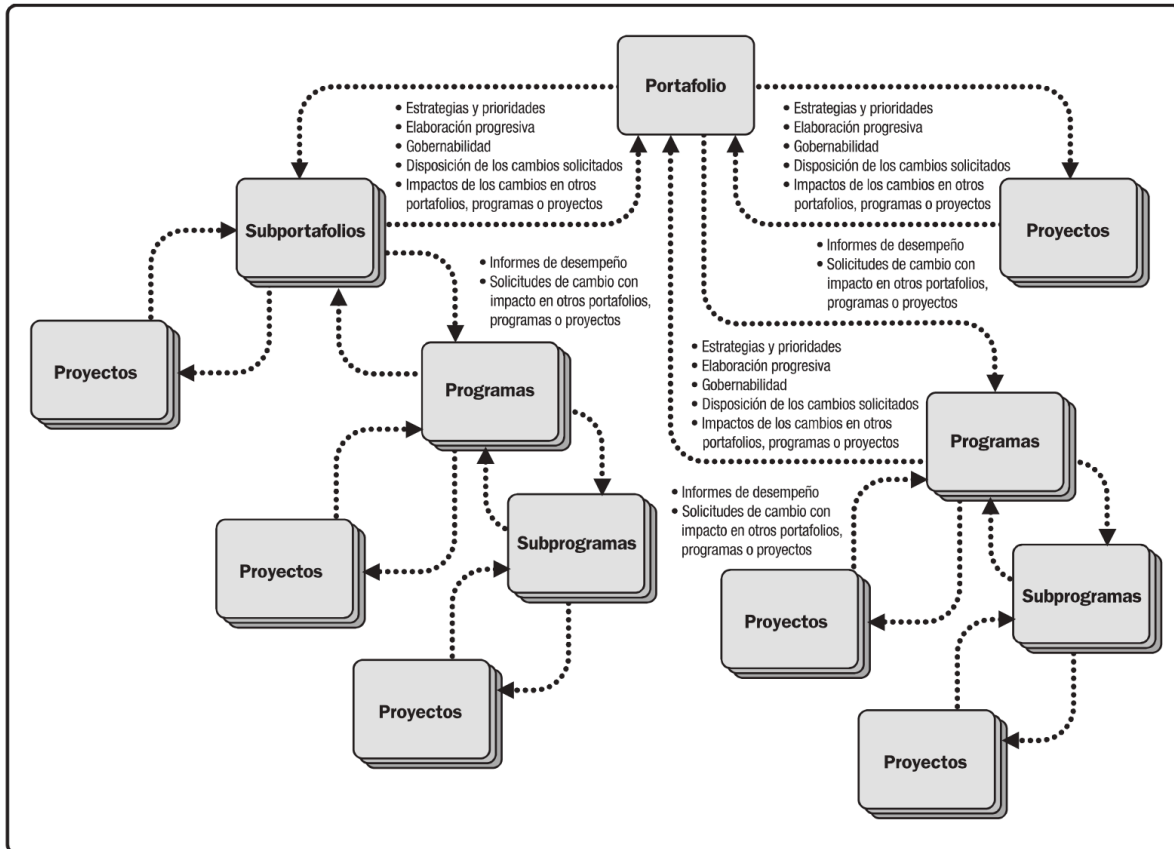 Portafolio
• Estrategias y prioridades
• Elaboración progresiva
• Gobernabilidad
• Disposición de los cambios solicitados
• Impactos de los cambios en otros
portafolios, programas o proyectos
• Estrategias y prioridades
• Elaboración progresiva
• Gobernabilidad
• Disposición de los cambios solicitados
• Impactos de los cambios en otros
portafolios, programas o proyectos
Subportafolios
Proyectos
• Informes de desempeño
• Solicitudes de cambio con
impacto en otros portafolios,
programas o proyectos
• Informes de desempeño
• Solicitudes de cambio con
impacto en otros portafolios,
programas o proyectos
Proyectos
Programas
• Estrategias y prioridades
• Elaboración progresiva
• Gobernabilidad
• Disposición de los cambios solicitados
• Impactos de los cambios en otros
portafolios, programas o proyectos
Programas
• Informes de desempeño
• Solicitudes de cambio con
impacto en otros portafolios,
programas o proyectos
Subprogramas
Proyectos
Subprogramas
Proyectos
Proyectos
Proyectos